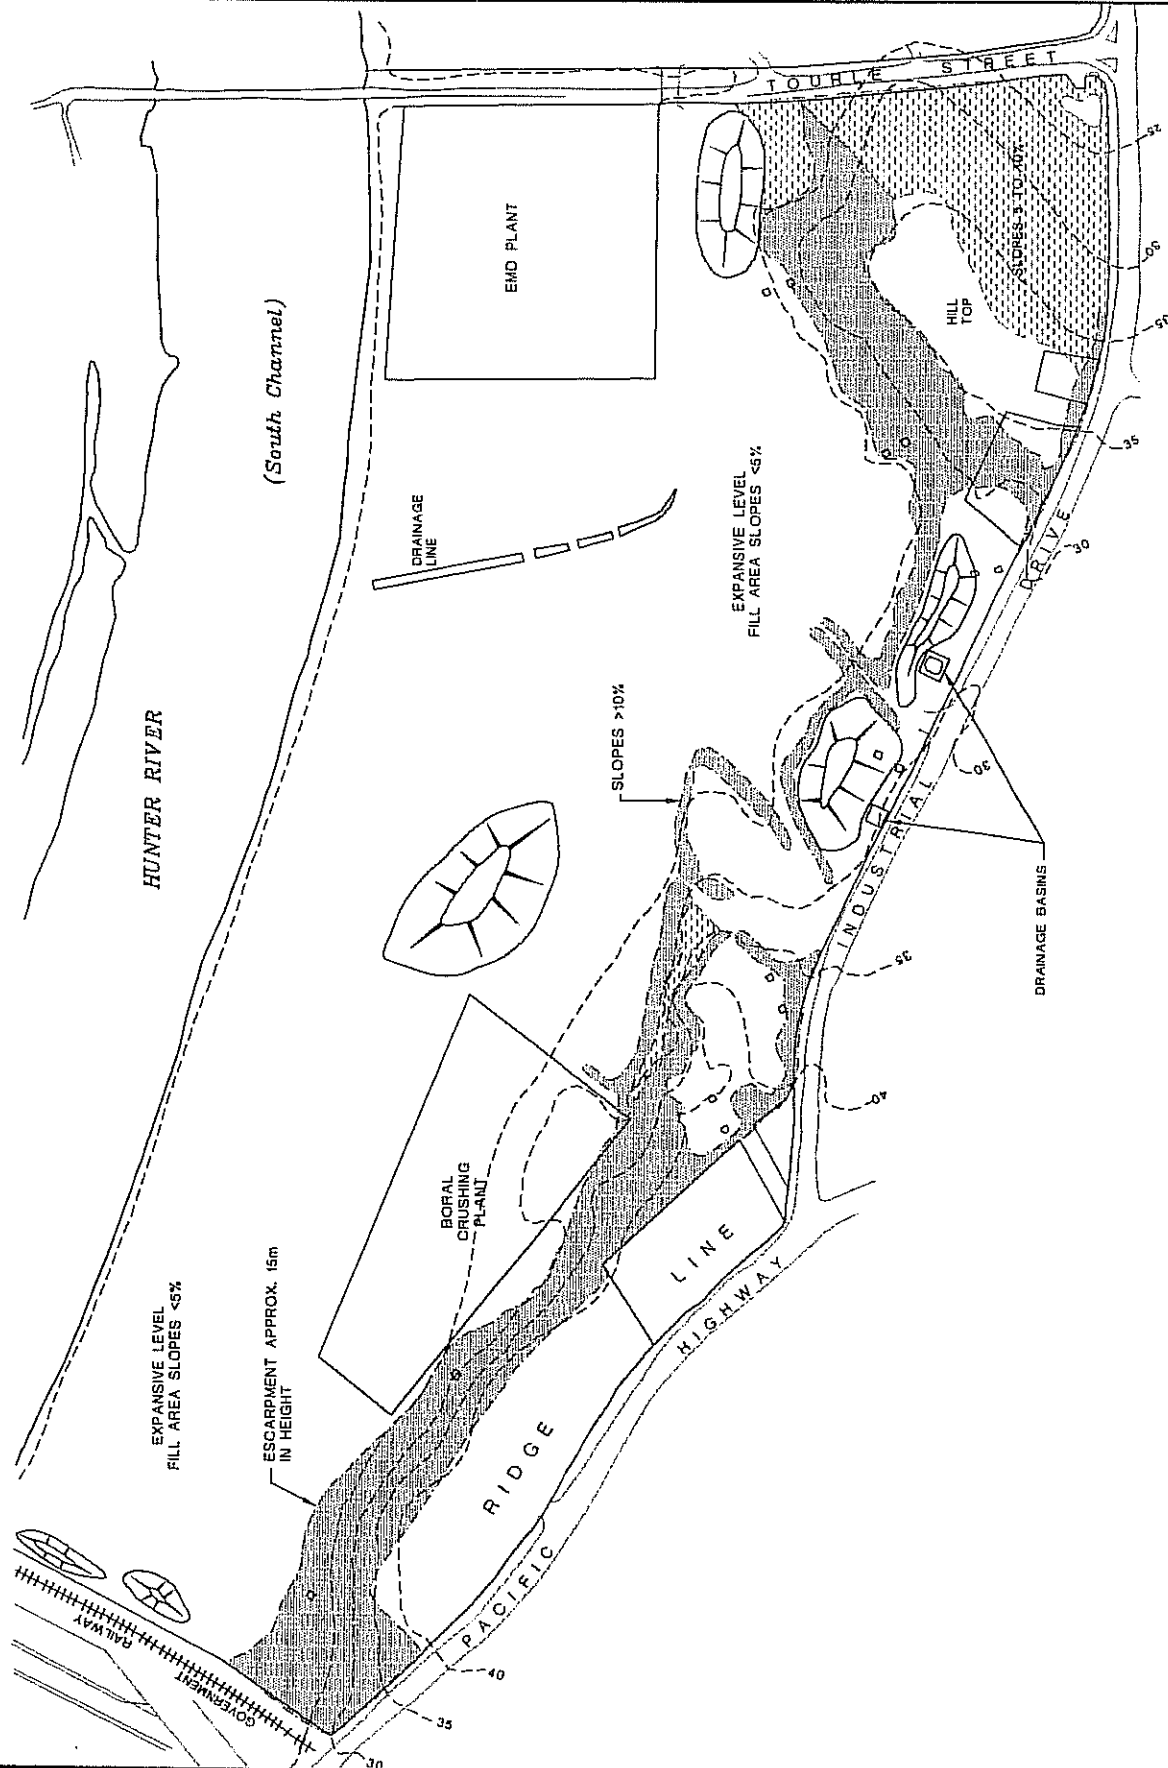 TOURLE STREET
EMD PLANT
(South Channel)
HUNTER RIVER
DRAINAGE
LINE
EXPANSIVE LEVEL
FILL AREA SLOPES <5%
HILL
TOP
SLOPES 5 TO 10%
25
30
35
35
30
30
35
40
SLOPES >10%
INDUSTRIAL DRIVE
DRAINAGE BASINS
BORAL
CRUSHING
PLANT
EXPANSIVE LEVEL
FILL AREA SLOPES <5%
ESCARPMENT APPROX. 15m
IN HEIGHT
RIDGE LINE
PACIFIC HIGHWAY
GOVERNMENT
RAILWAY
40
35
30